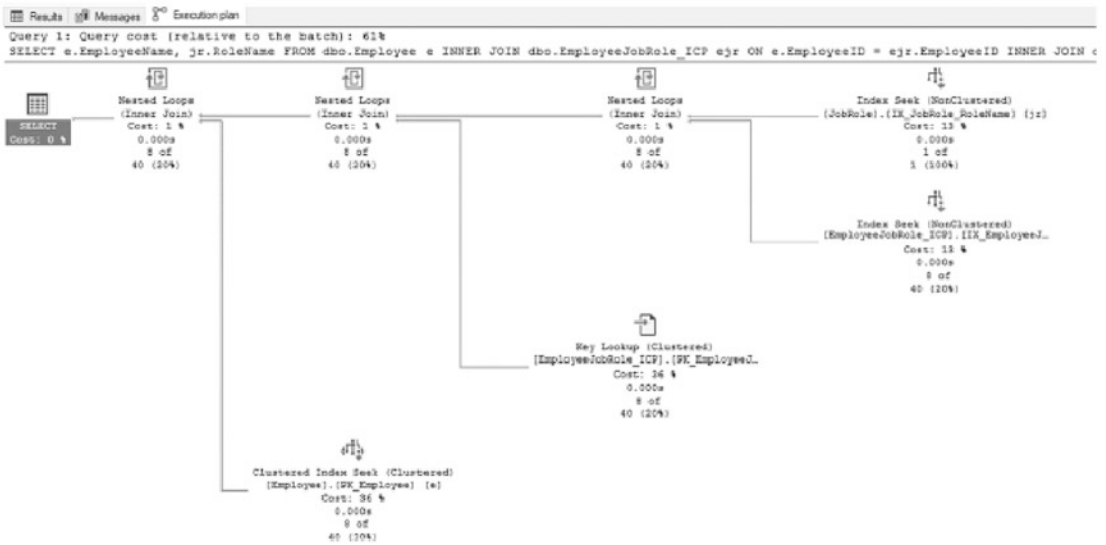 Results Messages Execution plan
Query 1: Query cost (relative to the batch): 61%
SELECT e.EmployeeName, jr.RoleName FROM dbo.Employee e INNER JOIN dbo.EmployeeJobRole_ICP ejr ON e.EmployeeID = ejr.EmployeeID INNER JOIN
SELECT
Cost: 0 %
Nested Loops
(Inner Join)
Cost: 1 %
0.000s
8 of
40 (20%)
Nested Loops
(Inner Join)
Cost: 1 %
0.000s
8 of
40 (20%)
Nested Loops
(Inner Join)
Cost: 1 %
0.000s
8 of
40 (20%)
Index Seek (NonClustered)
[JobRole].[IX_JobRole_RoleName] [jr]
Cost: 13 %
0.000s
1 of
1 (100%)
Index Seek (NonClustered)
[EmployeeJobRole_ICP].[IX_EmployeeJ…
Cost: 13 %
0.000s
8 of
40 (20%)
Key Lookup (Clustered)
[EmployeeJobRole_ICP].[PK_EmployeeJ…
Cost: 36 %
0.000s
8 of
40 (20%)
Clustered Index Seek (Clustered)
[Employee].[PK_Employee] [e]
Cost: 36 %
0.000s
8 of
40 (20%)